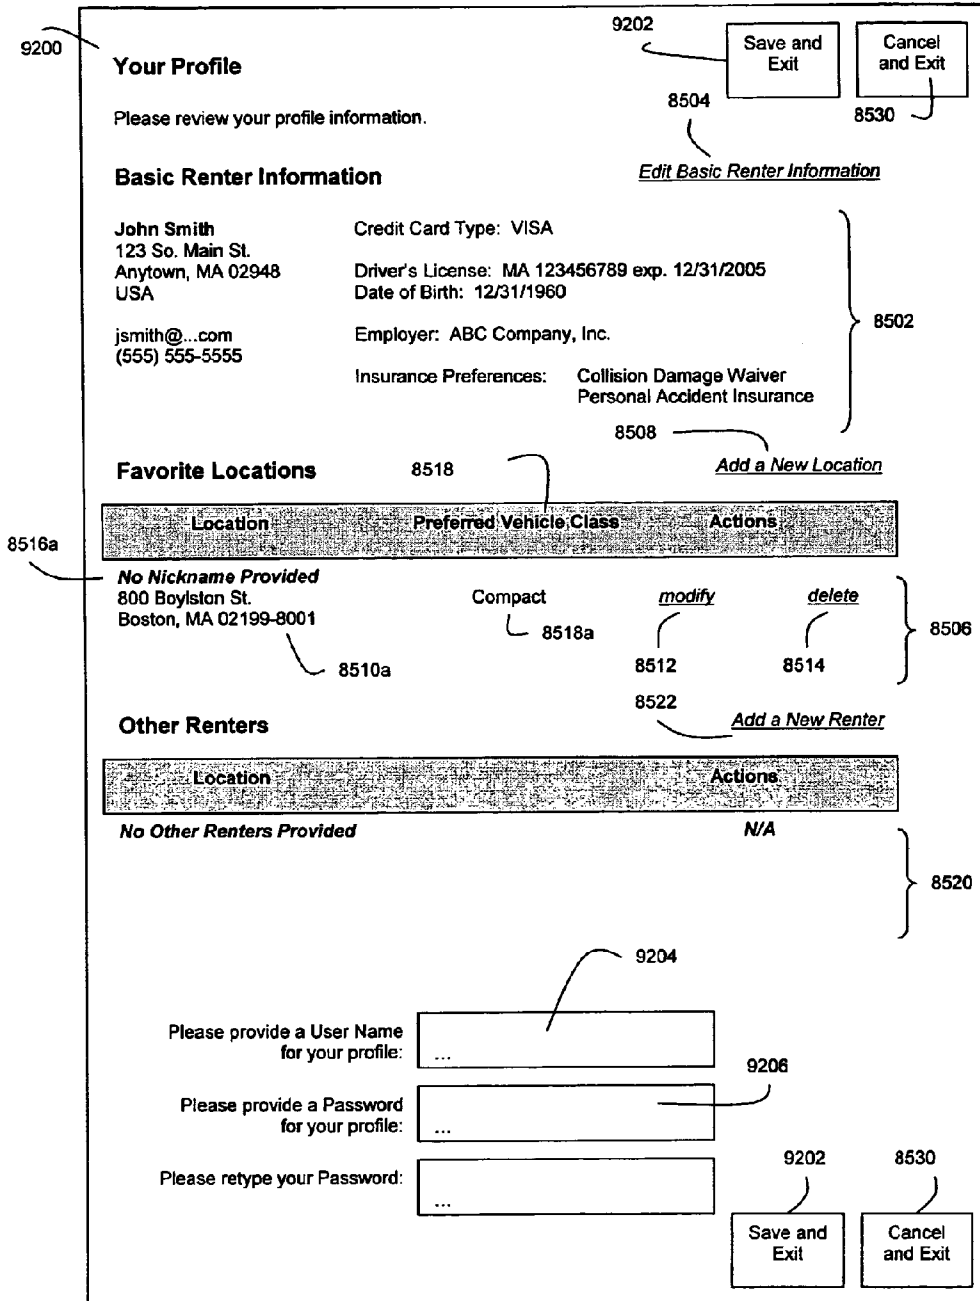 9200
9202
Save and
Exit
Cancel
and Exit
Your Profile
8504
8530
Please review your profile information.
Basic Renter Information
Edit Basic Renter Information
John Smith
123 So. Main St.
Anytown, MA 02948
USA
jsmith@...com
(555) 555-5555
Credit Card Type: VISA
Driver's License: MA 123456789 exp. 12/31/2005
Date of Birth: 12/31/1960
Employer: ABC Company, Inc.
Insurance Preferences: Collision Damage Waiver
Personal Accident Insurance
8502
8508
Favorite Locations
8518
Add a New Location
Location Preferred Vehicle Class Actions
8516a
No Nickname Provided
800 Boylston St.
Boston, MA 02199-8001
Compact
modify
delete
8518a
8506
8510a
8512
8514
8522
Other Renters
Add a New Renter
Location Actions
No Other Renters Provided N/A
8520
9204
Please provide a User Name
for your profile:
...
9206
Please provide a Password
for your profile:
...
Please retype your Password:
...
9202
8530
Save and
Exit
Cancel
and Exit